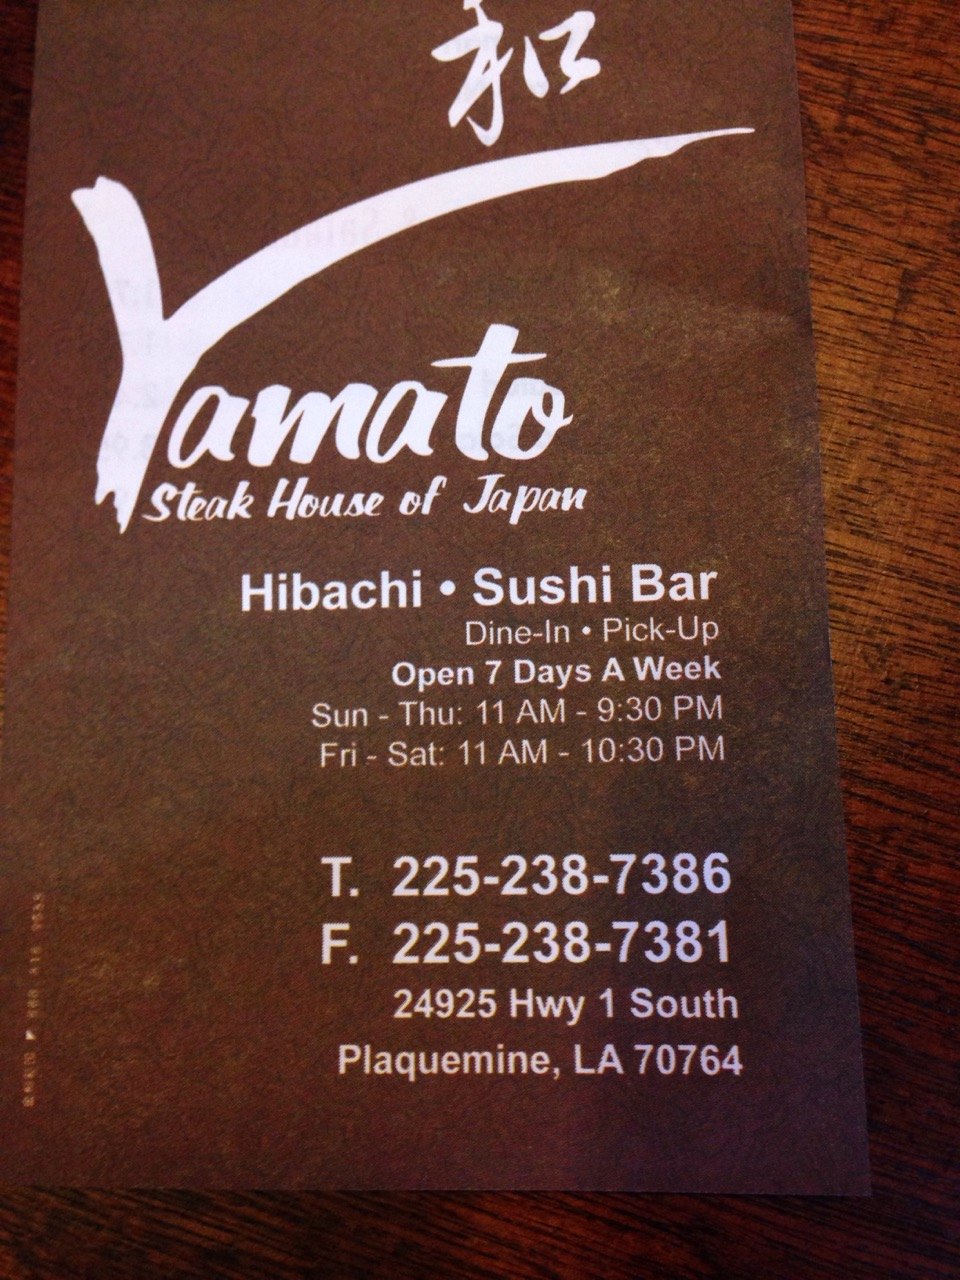 和
Yamato
Steak House of Japan
Hibachi • Sushi Bar
Dine-In • Pick-Up
Open 7 Days A Week
Sun - Thu: 11 AM - 9:30 PM
Fri - Sat: 11 AM - 10:30 PM
T. 225-238-7386
F. 225-238-7381
24925 Hwy 1 South
Plaquemine, LA 70764